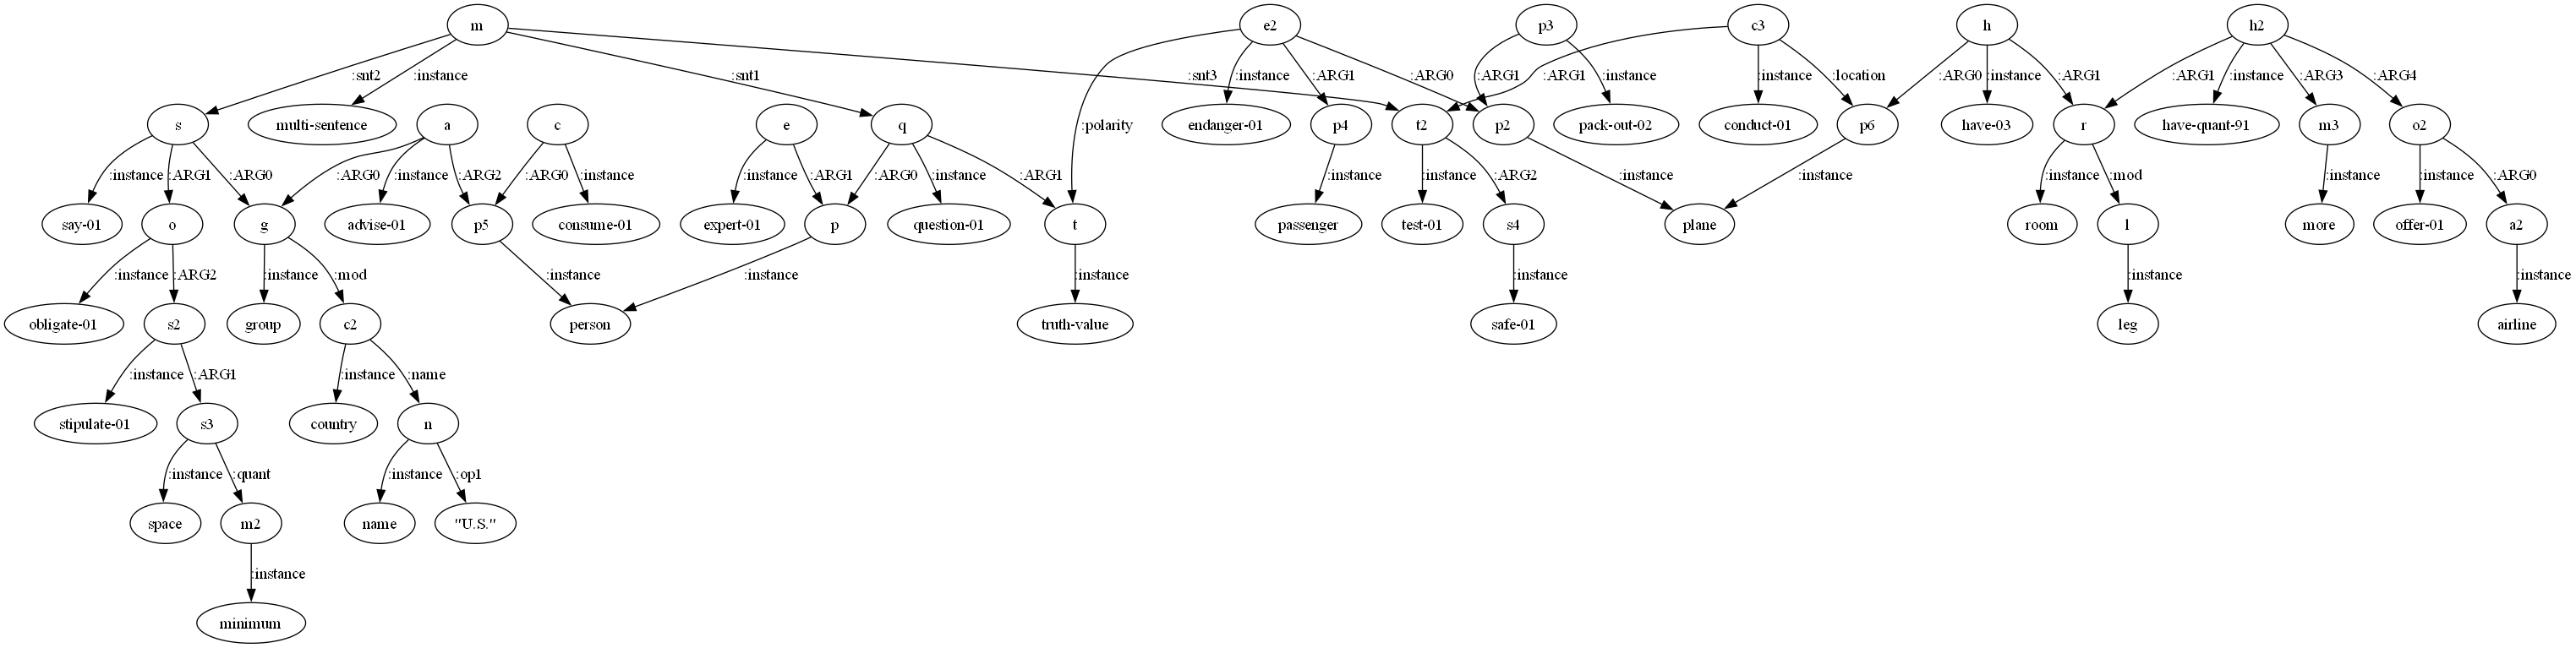 m e2 p3 c3 h h2
:snt2 :instance :snt1 :snt3 :polarity :instance :ARG1 :ARG0 :ARG1 :instance :ARG1 :instance :location :ARG0 :instance :ARG1 :ARG1 :instance :ARG3 :ARG4
s multi-sentence a c e q endanger-01 p4 t2 p2 pack-out-02 conduct-01 p6 have-03 r have-quant-91 m3 o2
:instance :ARG1 :ARG0 :ARG0 :instance :ARG2 :ARG0 :instance :instance :ARG1 :ARG0 :instance :ARG1 :instance :instance :ARG2 :instance :instance :instance :mod :instance :instance :ARG0
say-01 o g advise-01 p5 consume-01 expert-01 p question-01 t passenger test-01 s4 plane room l more offer-01 a2
:instance :ARG2 :instance :mod :instance :instance :instance :instance :instance :instance
obligate-01 s2 group c2 person truth-value safe-01 leg airline
:instance :ARG1 :instance :name
stipulate-01 s3 country n
:instance :quant :instance :op1
space m2 name "U.S."
:instance
minimum